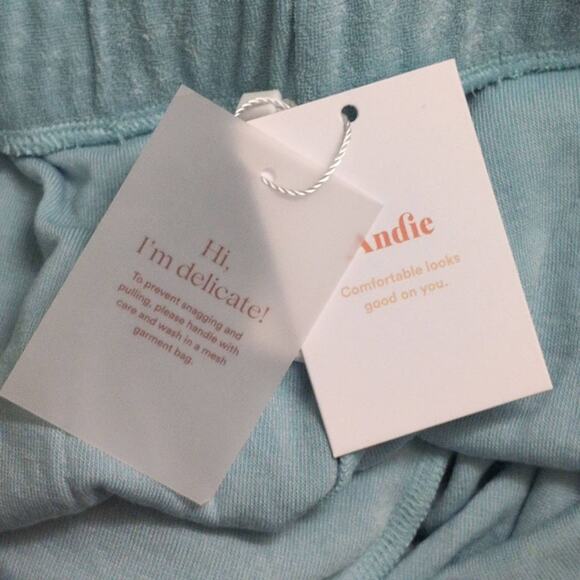 Hi,
I'm delicate!
To prevent snagging and
pulling, please handle with
care and wash in a mesh
garment bag.
Andie
Comfortable looks
good on you.